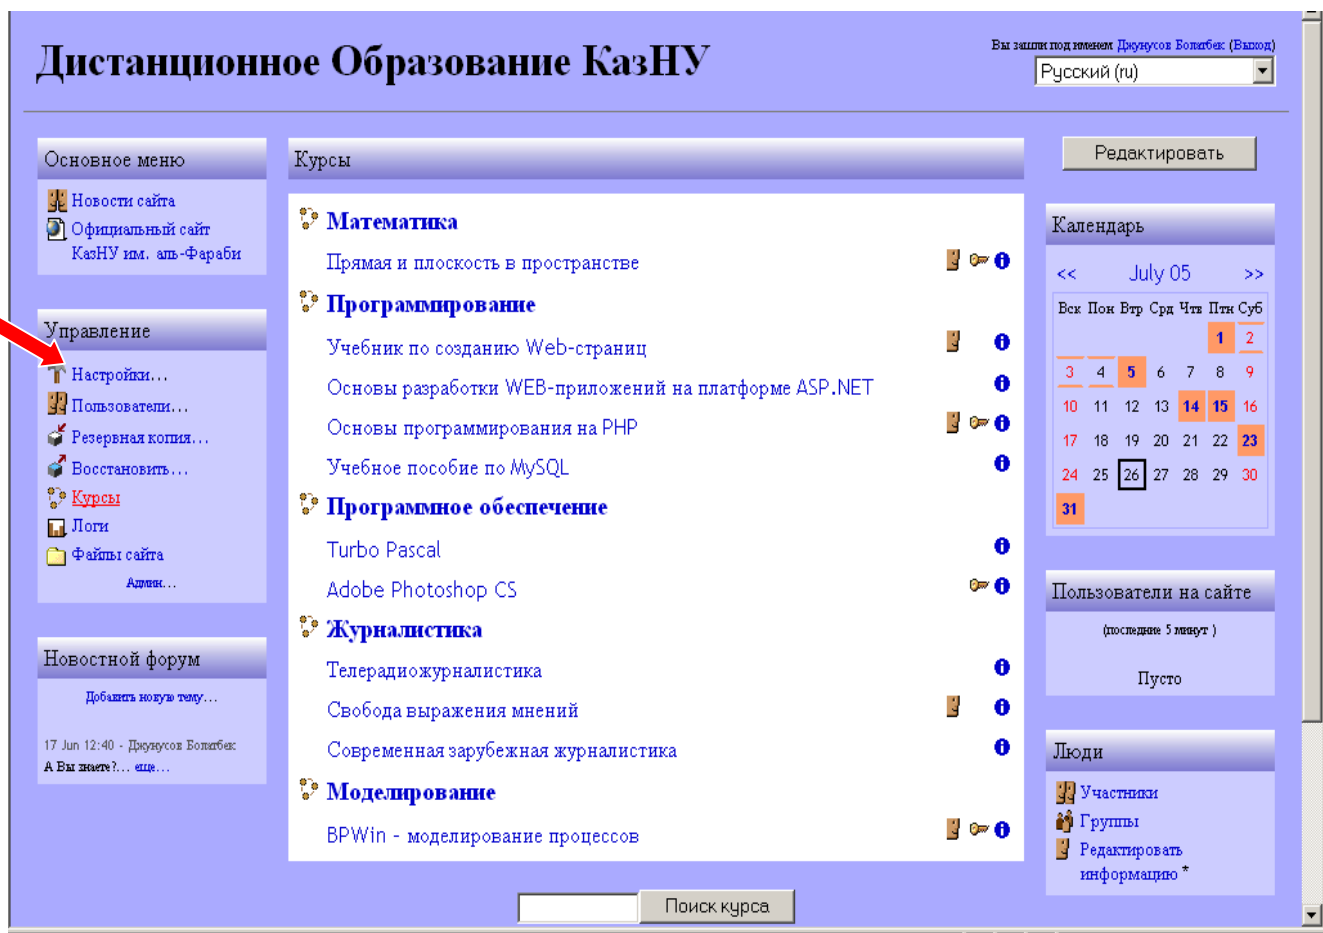 Дистанционное Образование КазНУ
Вы зашли под именем Джунусов Болатбек (Выход)
Русский (ru)
Основное меню
Новости сайта
Официальный сайт
КазНУ им. аль-Фараби
Управление
Настройки...
Пользователи...
Резервная копия...
Восстановить...
Курсы
Логи
Файлы сайта
Админ...
Новостной форум
Добавить новую тему...
17 Jun 12:40 - Джунусов Болатбек
А Вы знаете?... еще...
Курсы
Математика
Прямая и плоскость в пространстве
Программирование
Учебник по созданию Web-страниц
Основы разработки WEB-приложений на платформе ASP.NET
Основы программирования на PHP
Учебное пособие по MySQL
Программное обеспечение
Turbo Pascal
Adobe Photoshop CS
Журналистика
Телерадиожурналистика
Свобода выражения мнений
Современная зарубежная журналистика
Моделирование
BPWin - моделирование процессов
Поиск курса
Редактировать
Календарь
<< July 05 >>
Вск Пон Втр Срд Чтв Птн Суб
1 2
3 4 5 6 7 8 9
10 11 12 13 14 15 16
17 18 19 20 21 22 23
24 25 26 27 28 29 30
31
Пользователи на сайте
(последние 5 минут )
Пусто
Люди
Участники
Группы
Редактировать
информацию *